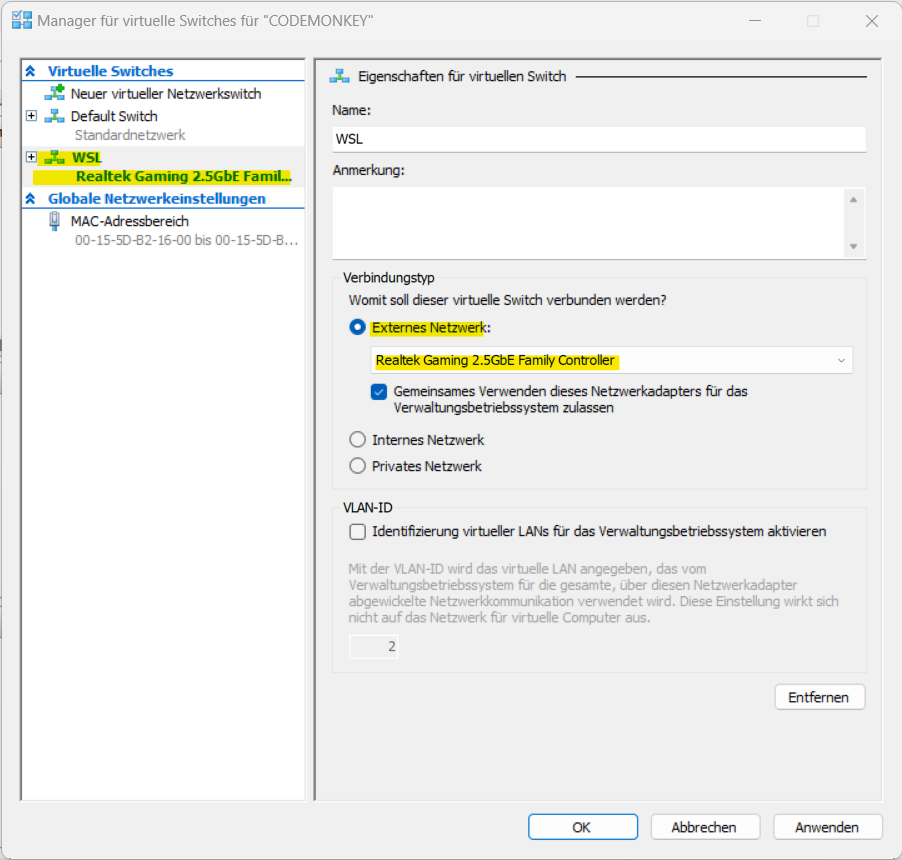 Manager für virtuelle Switches für "CODEMONKEY"
Virtuelle Switches
Neuer virtueller Netzwerkswitch
Default Switch
Standardnetzwerk
WSL
Realtek Gaming 2.5GbE Famil...
Globale Netzwerkeinstellungen
MAC-Adressbereich
00-15-5D-B2-16-00 bis 00-15-5D-B...
Eigenschaften für virtuellen Switch
Name:
WSL
Anmerkung:
Verbindungstyp
Womit soll dieser virtuelle Switch verbunden werden?
Externes Netzwerk:
Realtek Gaming 2.5GbE Family Controller
Gemeinsames Verwenden dieses Netzwerkadapters für das
Verwaltungsbetriebssystem zulassen
Internes Netzwerk
Privates Netzwerk
VLAN-ID
Identifizierung virtueller LANs für das Verwaltungsbetriebssystem aktivieren
Mit der VLAN-ID wird das virtuelle LAN angegeben, das vom
Verwaltungsbetriebssystem für die gesamte, über diesen Netzwerkadapter
abgewickelte Netzwerkkommunikation verwendet wird. Diese Einstellung wirkt sich
nicht auf das Netzwerk für virtuelle Computer aus.
2
Entfernen
OK
Abbrechen
Anwenden